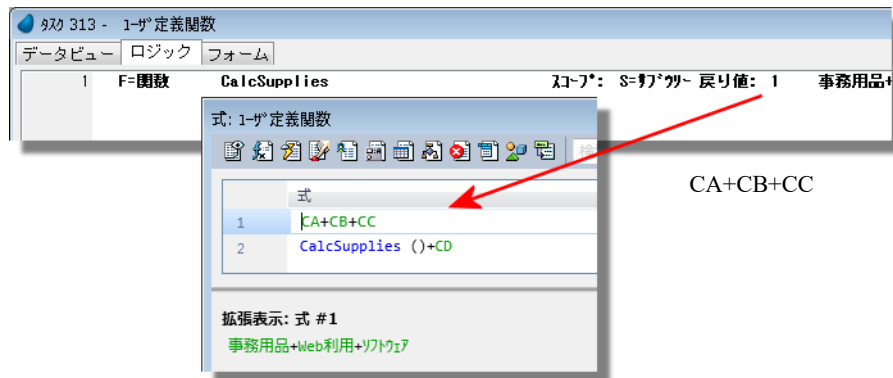 ﾀｽｸ 313 - ﾕｰｻﾞ定義関数
データビュー ロジック フォーム
1 F=関数 CalcSupplies ｽｺｰﾌﾟ: S=ｻﾌﾞﾂﾘｰ 戻り値: 1 事務用品+
式: ﾕｰｻﾞ定義関数
検
CA+CB+CC
式
1 CA+CB+CC
2 CalcSupplies ()+CD
拡張表示: 式 #1
事務用品+Web利用+ｿﾌﾄｳｪｱ